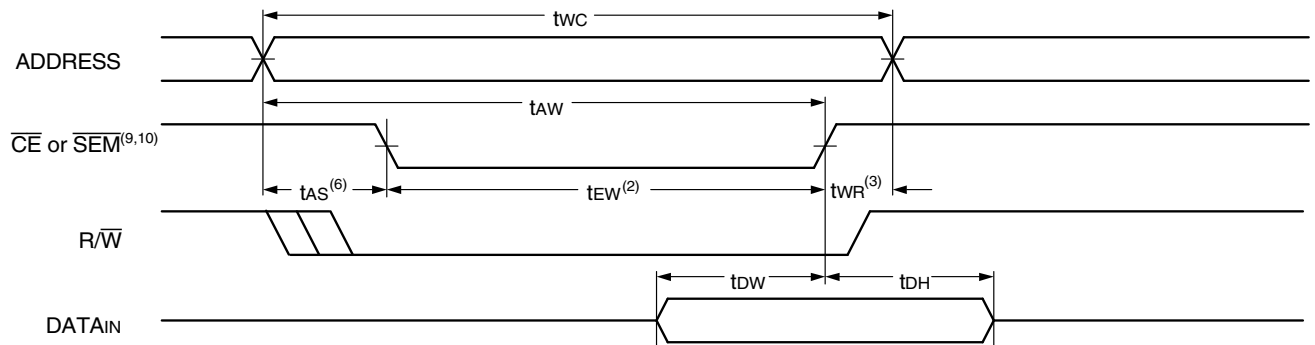 tWC
ADDRESS
tAW
CE or SEM(9,10)
tAS(6) tEW(2) tWR(3)
R/W
tDW tDH
DATAIN